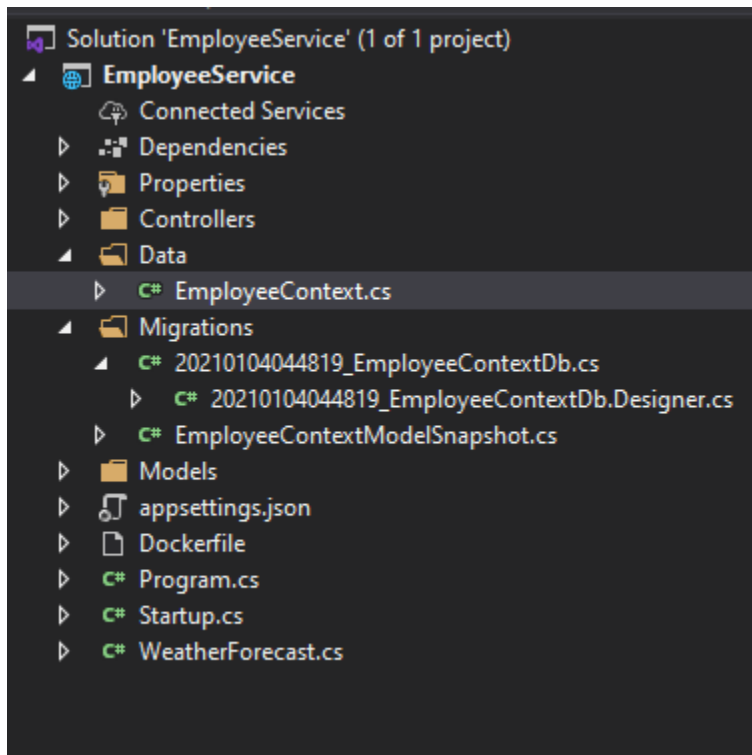 Solution 'EmployeeService' (1 of 1 project)
EmployeeService
Connected Services
Dependencies
Properties
Controllers
Data
C# EmployeeContext.cs
Migrations
C# 20210104044819_EmployeeContextDb.cs
C# 20210104044819_EmployeeContextDb.Designer.cs
C# EmployeeContextModelSnapshot.cs
Models
appsettings.json
Dockerfile
C# Program.cs
C# Startup.cs
C# WeatherForecast.cs